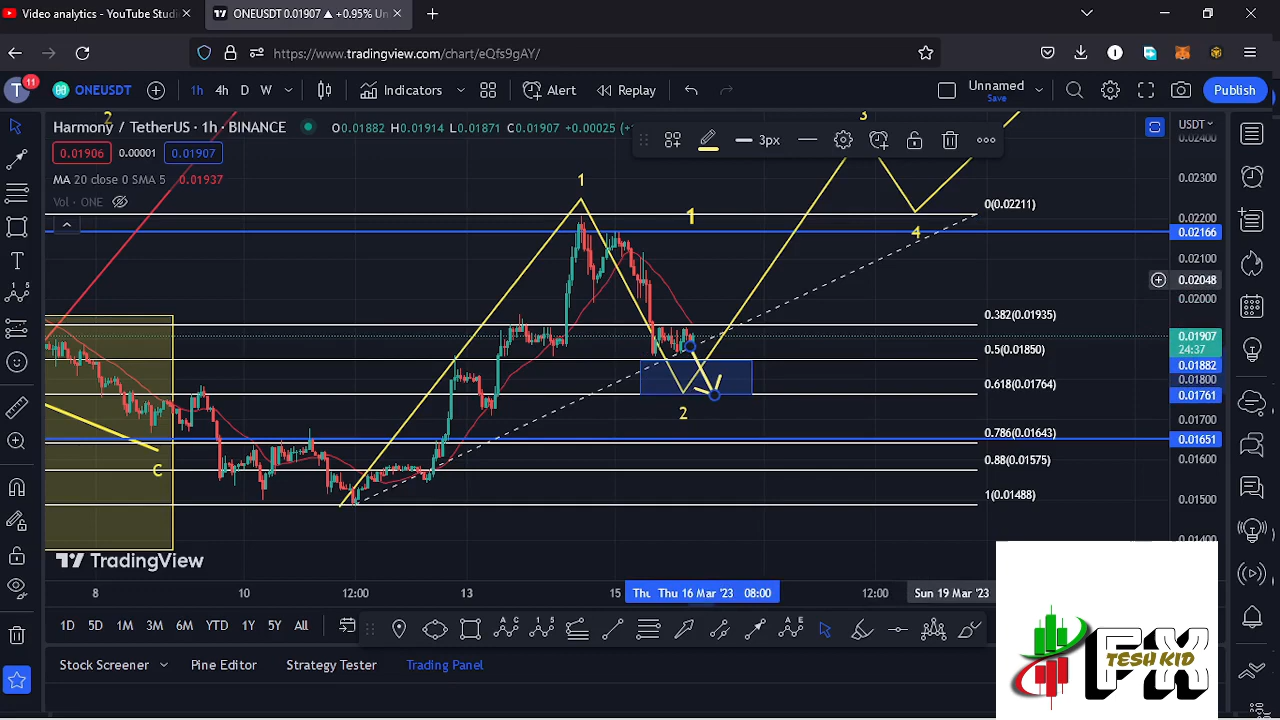 Video analytics - YouTube Studi
ONEUSDT 0.01907 ▲ +0.95% Un
https://www.tradingview.com/chart/eQfs9gAY/
T
11
ONEUSDT
1h
4h
D
W
Indicators
Alert
Replay
Unnamed
Save
Publish
2
Harmony / TetherUS · 1h · BINANCE
O0.01882 H0.01914 L0.01871 C0.01907 +0.00025
3px
3
USDT
0.02400
0.01906
0.00001
0.01907
MA 20 close 0 SMA 5 0.01937
Vol · ONE
1
1
4
0(0.02211)
0.382(0.01935)
0.5(0.01850)
0.618(0.01764)
0.786(0.01643)
0.88(0.01575)
1(0.01488)
0.02300
0.02200
0.02166
0.02100
0.02048
0.02000
0.01907
24:37
0.01882
0.01800
0.01761
0.01700
0.01651
0.01600
0.01500
0.01400
2
C
TradingView
8
10
12:00
13
15
Thu
Thu 16 Mar '23 08:00
12:00
Sun 19 Mar '23
1D
5D
1M
3M
6M
YTD
1Y
5Y
All
Stock Screener
Pine Editor
Strategy Tester
Trading Panel
FX
TESH KID